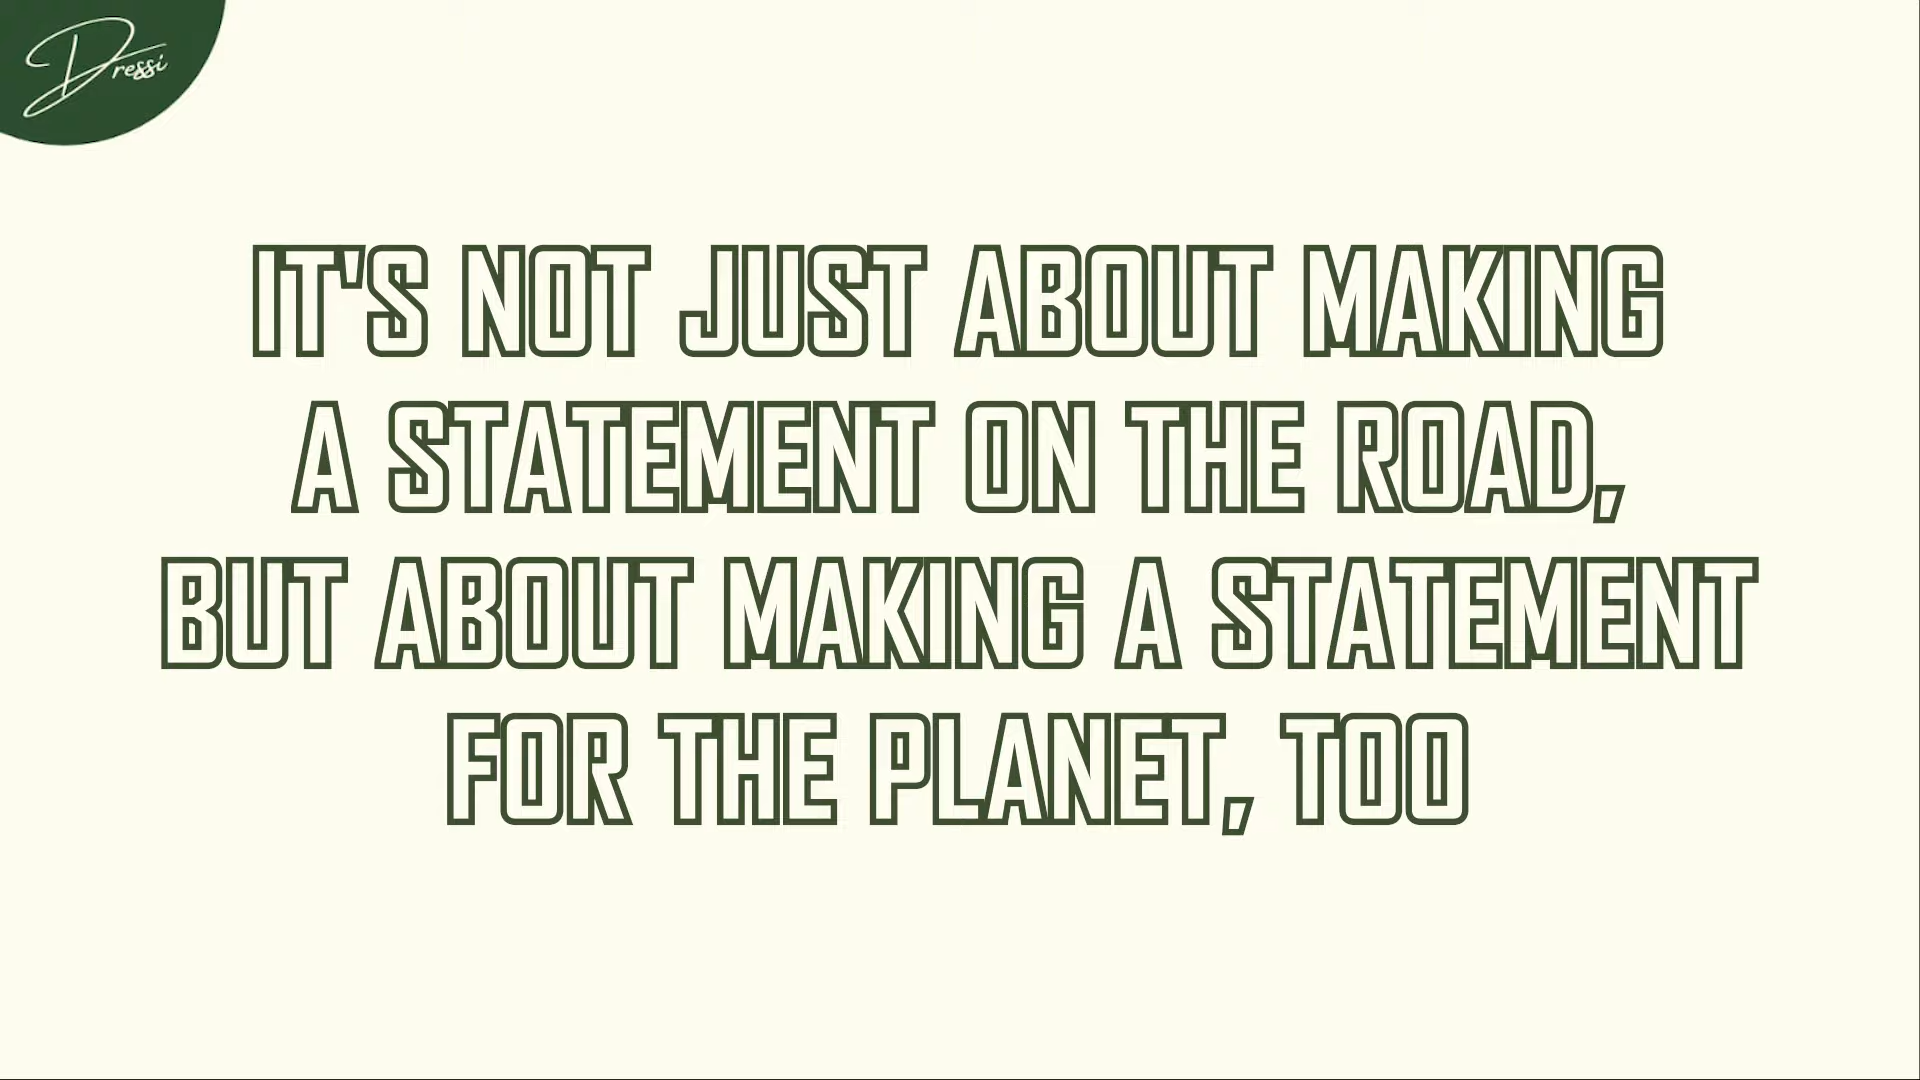 Dressi
IT'S NOT JUST ABOUT MAKING
A STATEMENT ON THE ROAD,
BUT ABOUT MAKING A STATEMENT
FOR THE PLANET, TOO